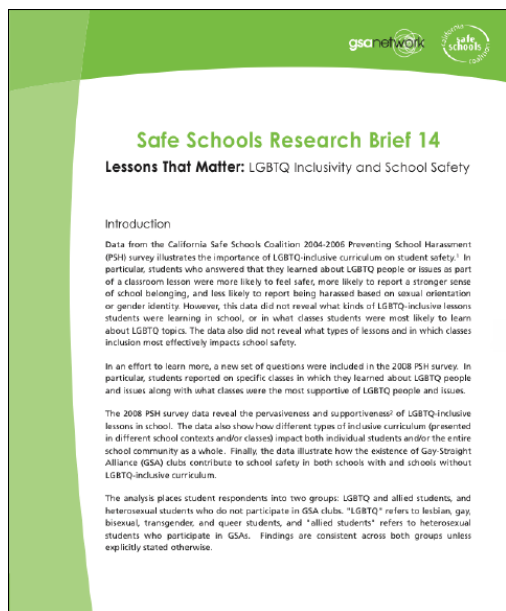 gsanetwork
california
safe
schools
coalition
Safe Schools Research Brief 14
Lessons That Matter: LGBTQ Inclusivity and School Safety
Introduction
Data from the California Safe Schools Coalition 2004-2006 Preventing School Harassment
(PSH) survey illustrates the importance of LGBTQ-inclusive curriculum on student safety.¹ In
particular, students who answered that they learned about LGBTQ people or issues as part
of a classroom lesson were more likely to feel safer, more likely to report a stronger sense
of school belonging, and less likely to report being harassed based on sexual orientation
or gender identity. However, this data did not reveal what kinds of LGBTQ-inclusive lessons
students were learning in school, or in what classes students were most likely to learn
about LGBTQ topics. The data also did not reveal what types of lessons and in which classes
inclusion most effectively impacts school safety.
In an effort to learn more, a new set of questions were included in the 2008 PSH survey. In
particular, students reported on specific classes in which they learned about LGBTQ people
and issues along with what classes were the most supportive of LGBTQ people and issues.
The 2008 PSH survey data reveal the pervasiveness and supportiveness² of LGBTQ-inclusive
lessons in school. The data also show how different types of inclusive curriculum (presented
in different school contexts and/or classes) impact both individual students and/or the entire
school community as a whole. Finally, the data illustrate how the existence of Gay-Straight
Alliance (GSA) clubs contribute to school safety in both schools with and schools without
LGBTQ-inclusive curriculum.
The analysis places student respondents into two groups: LGBTQ and allied students, and
heterosexual students who do not participate in GSA clubs. "LGBTQ" refers to lesbian, gay,
bisexual, transgender, and queer students, and "allied students" refers to heterosexual
students who participate in GSAs. Findings are consistent across both groups unless
explicitly stated otherwise.